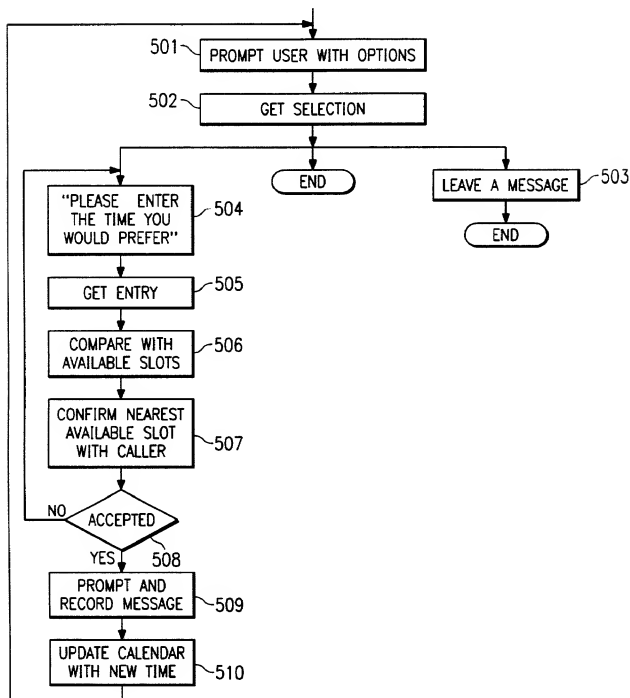 501
PROMPT USER WITH OPTIONS
502
GET SELECTION
END
LEAVE A MESSAGE
503
END
"PLEASE ENTER
THE TIME YOU
WOULD PREFER"
504
GET ENTRY
505
COMPARE WITH
AVAILABLE SLOTS
506
CONFIRM NEAREST
AVAILABLE SLOT
WITH CALLER
507
NO
ACCEPTED
508
YES
PROMPT AND
RECORD MESSAGE
509
UPDATE CALENDAR
WITH NEW TIME
510